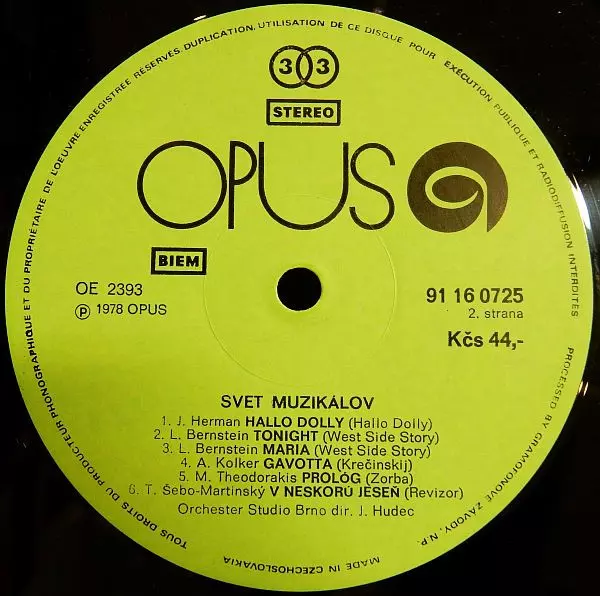 TOUS DROITS DU PRODUCTEUR PHONOGRAPHIQUE ET DU PROPRIÉTAIRE DE L'OEUVRE ENREGISTRÉE RESERVÉS. DUPLICATION. UTILISATION DE CE DISQUE POUR EXÉCUTION PUBLIQUE ET RADIODIFFUSION INTERDITES
33
STEREO
OPUS
BIEM
OE 2393
℗ 1978 OPUS
91 16 0725
2. strana
Kčs 44,-
SVET MUZIKÁLOV
1. J. Herman HALLO DOLLY (Hallo Dolly)
2. L. Bernstein TONIGHT (West Side Story)
3. L. Bernstein MARIA (West Side Story)
4. A. Kolker GAVOTTA (Krečinskij)
5. M. Theodorakis PROLÓG (Zorba)
6. T. Šebo-Martinský V NESKORÚ JESEŇ (Revizor)
Orchester Studio Brno dir. J. Hudec
MADE IN CZECHOSLOVAKIA
PROCESSED BY GRAMOFONOVÉ ZÁVODY, N.P.